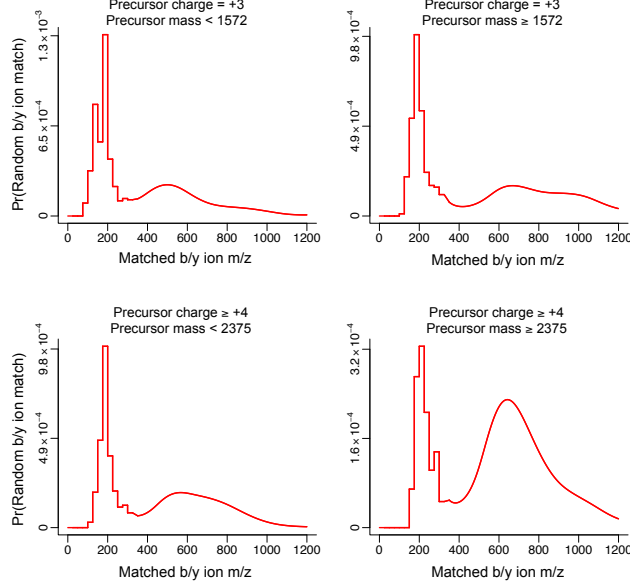 Precursor charge = +3
Precursor mass < 1572
Pr(Random b/y ion match)
0
6.5 × 10⁻⁴
1.3 × 10⁻³
0 200 400 600 800 1000 1200
Matched b/y ion m/z
Precursor charge = +3
Precursor mass ≥ 1572
0
4.9 × 10⁻⁴
9.8 × 10⁻⁴
0 200 400 600 800 1000 1200
Matched b/y ion m/z
Precursor charge ≥ +4
Precursor mass < 2375
Pr(Random b/y ion match)
0
4.9 × 10⁻⁴
9.8 × 10⁻⁴
0 200 400 600 800 1000 1200
Matched b/y ion m/z
Precursor charge ≥ +4
Precursor mass ≥ 2375
0
1.6 × 10⁻⁴
3.2 × 10⁻⁴
0 200 400 600 800 1000 1200
Matched b/y ion m/z